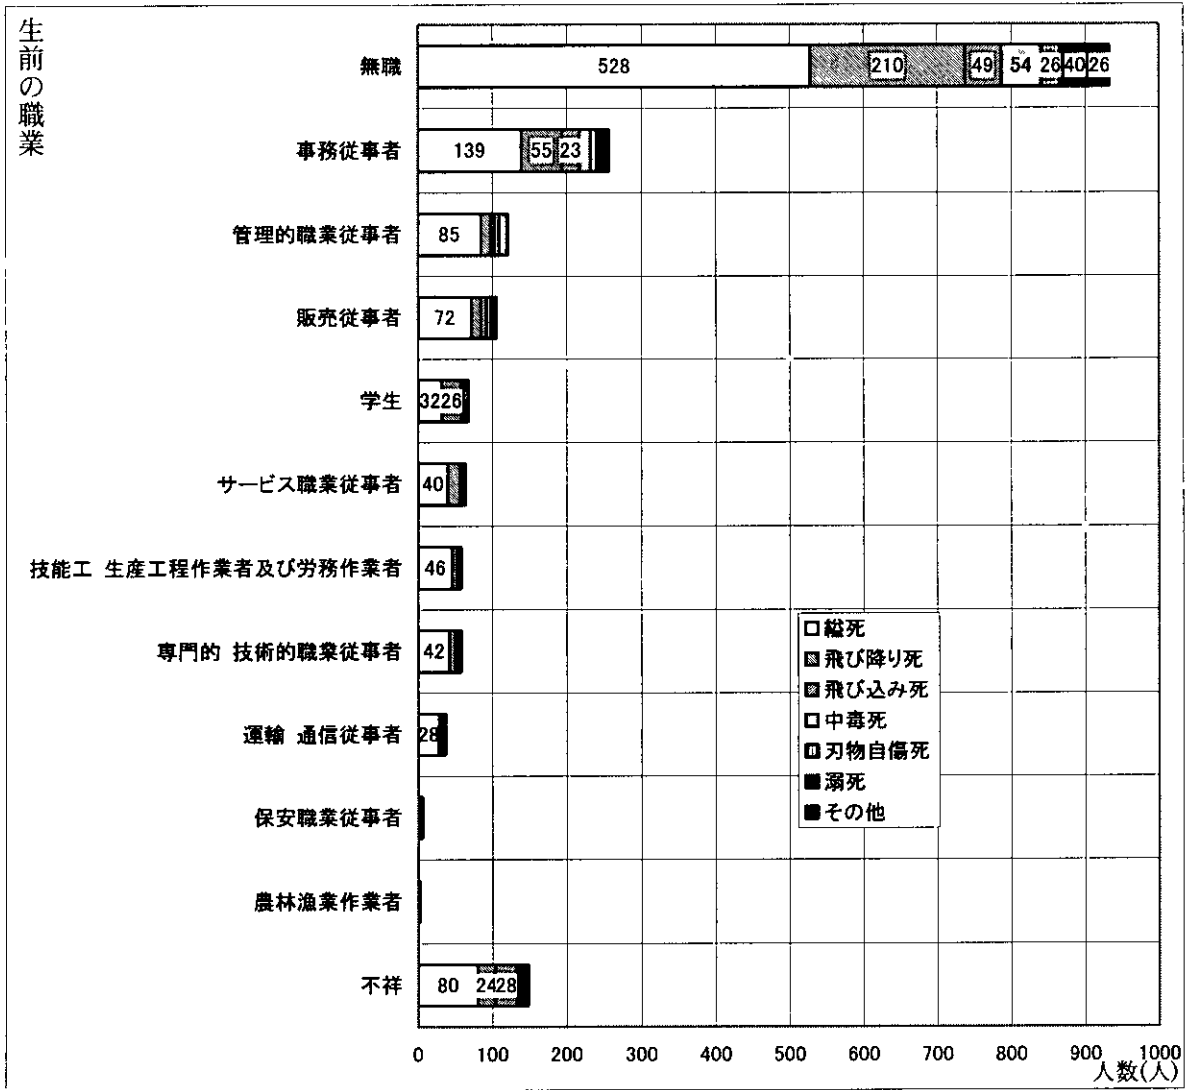 生前の職業
無職 528 210 49 54 26 40 26
事務従事者 139 55 23
管理的職業従事者 85
販売従事者 72
学生 32 26
サービス職業従事者 40
技能工 生産工程作業者及び労務作業者 46
専門的 技術的職業従事者 42
運輸 通信従事者 28
保安職業従事者
農林漁業作業者
不祥 80 24 28
縊死
飛び降り死
飛び込み死
中毒死
刃物自傷死
溺死
その他
0 100 200 300 400 500 600 700 800 900 1000
人数(人)